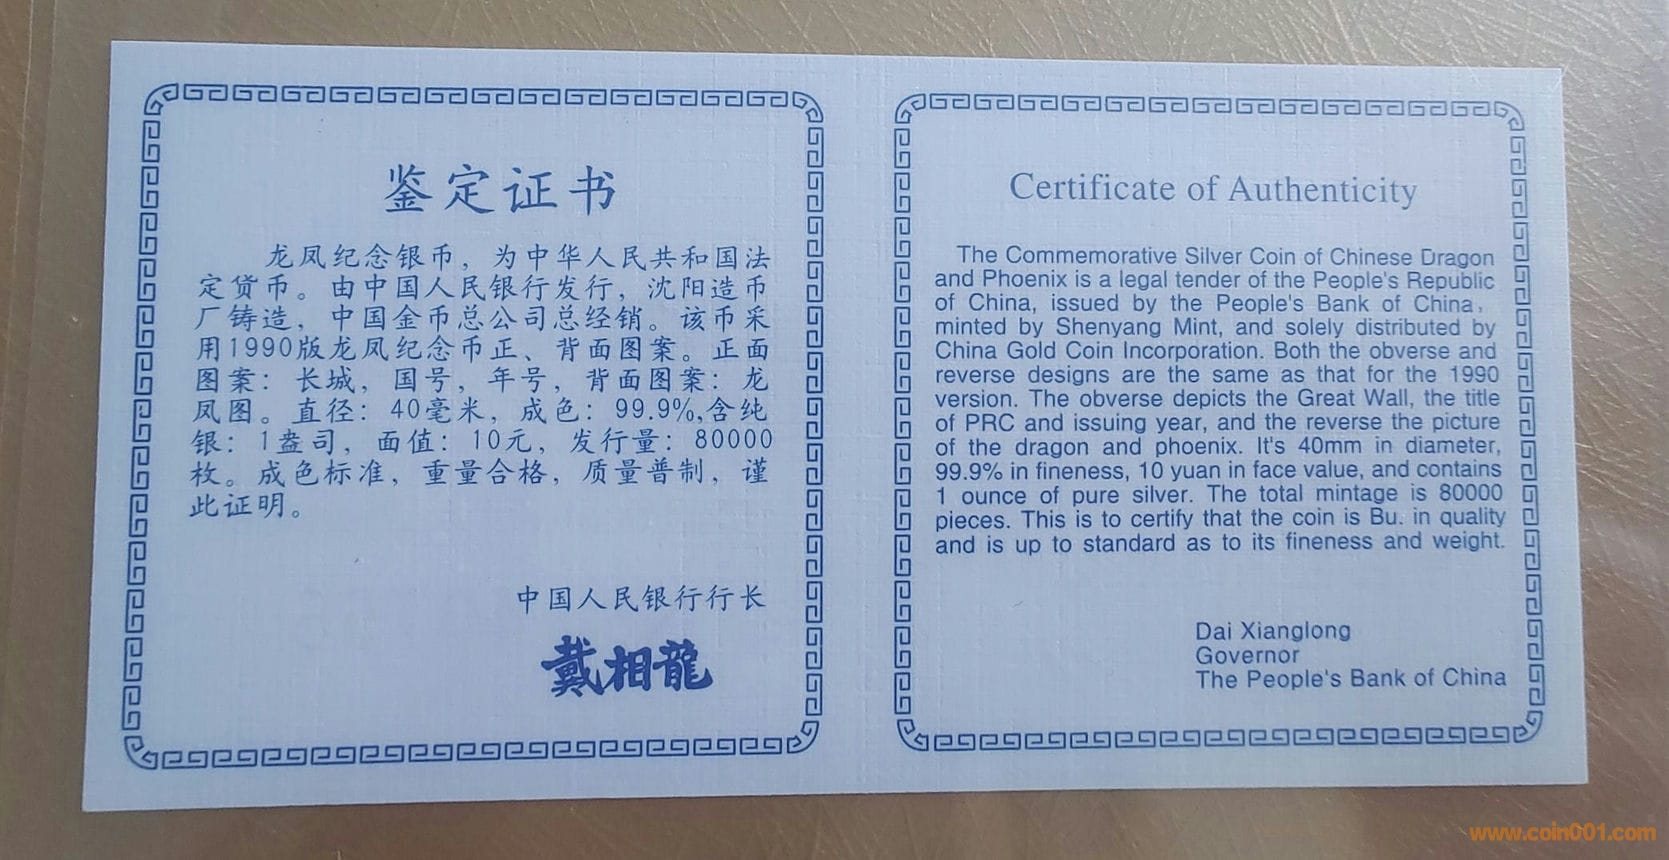 鉴定证书
龙凤纪念银币，为中华人民共和国法
定货币。由中国人民银行发行，沈阳造币
厂铸造，中国金币总公司总经销。该币采
用1990版龙凤纪念币正、背面图案。正面
图案：长城，国号，年号，背面图案：龙
凤图。直径：40毫米，成色：99.9%,含纯
银：1盎司，面值：10元，发行量：80000
枚。成色标准，重量合格，质量普制，谨
此证明。
中国人民银行行长
戴相龍
Certificate of Authenticity
The Commemorative Silver Coin of Chinese Dragon
and Phoenix is a legal tender of the People's Republic
of China, issued by the People's Bank of China,
minted by Shenyang Mint, and solely distributed by
China Gold Coin Incorporation. Both the obverse and
reverse designs are the same as that for the 1990
version. The obverse depicts the Great Wall, the title
of PRC and issuing year, and the reverse the picture
of the dragon and phoenix. It's 40mm in diameter,
99.9% in fineness, 10 yuan in face value, and contains
1 ounce of pure silver. The total mintage is 80000
pieces. This is to certify that the coin is Bu. in quality
and is up to standard as to its fineness and weight.
Dai Xianglong
Governor
The People's Bank of China
www.coin001.com